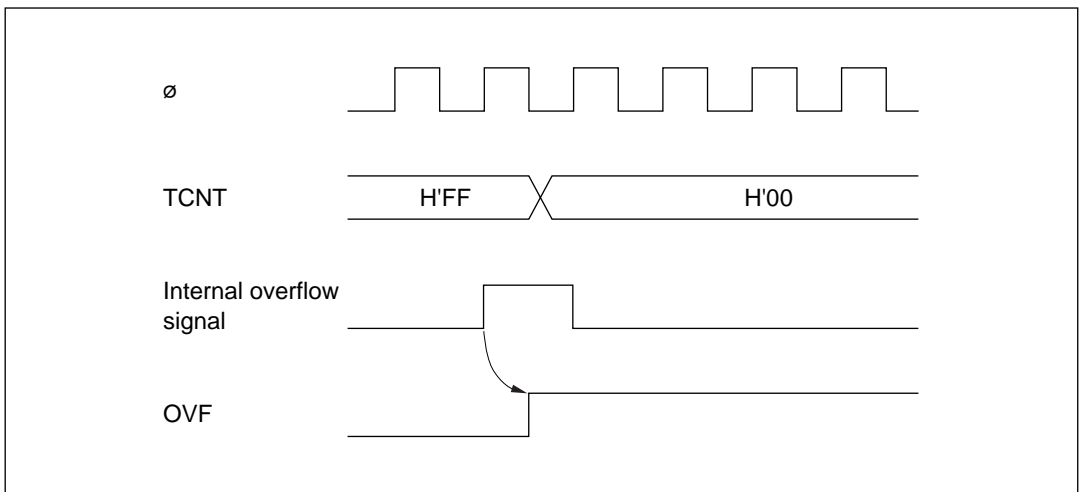 ø
TCNT
H'FF
H'00
Internal overflow
signal
OVF